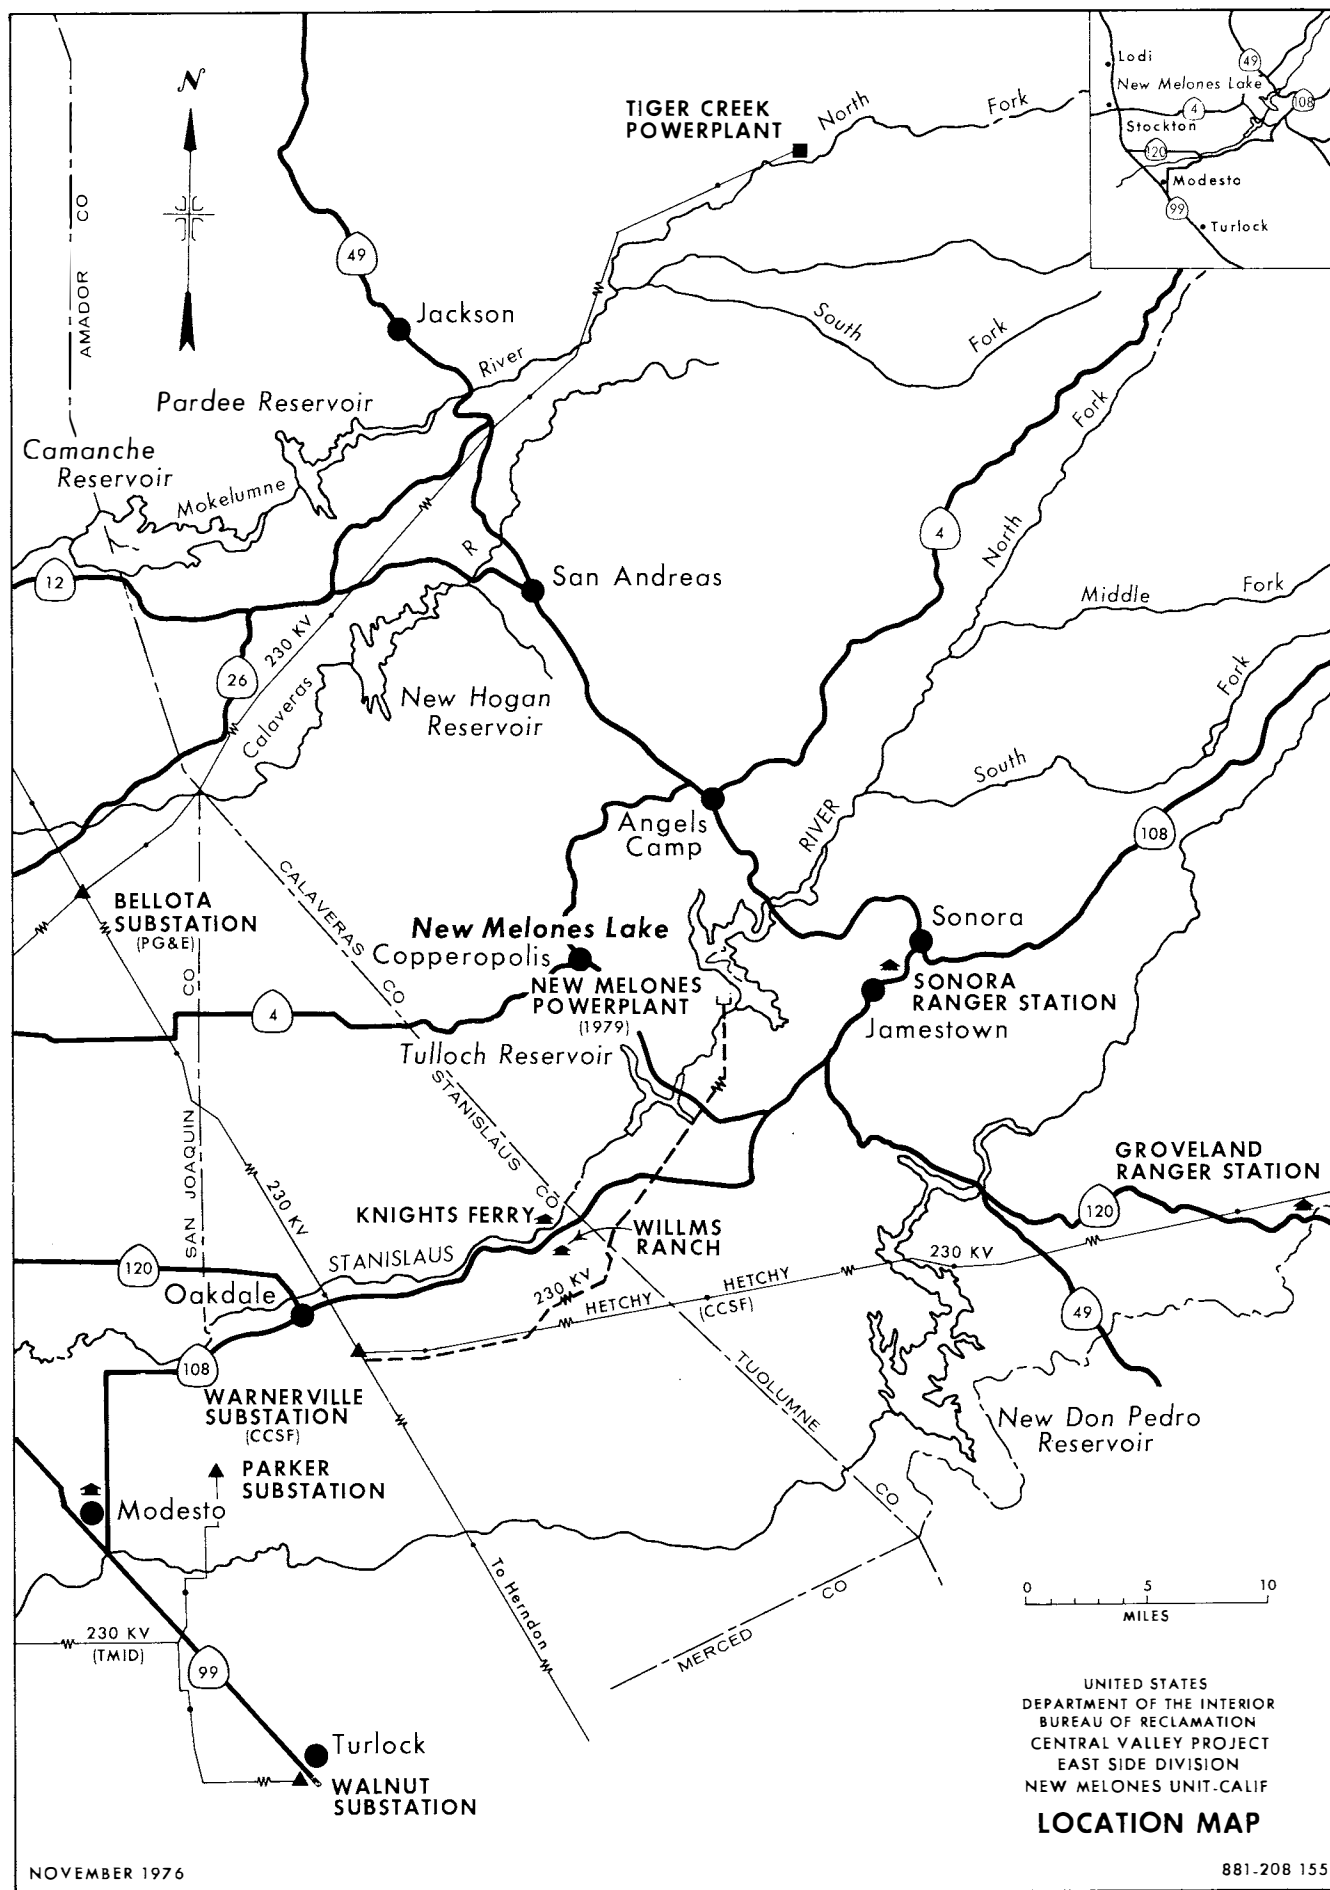 N
TIGER CREEK
POWERPLANT
North
Fork
Lodi
49
New Melones Lake
108
4
Stockton
120
Modesto
99
Turlock
AMADOR CO
49
Jackson
River
South
Fork
Pardee Reservoir
Camanche
Reservoir
Mokelumne
Fork
North
4
R
12
San Andreas
Middle
Fork
230 KV
26
Calaveras
New Hogan
Reservoir
Fork
South
RIVER
Angels
Camp
108
CALAVERAS CO
BELLOTA
SUBSTATION
(PG&E)
New Melones Lake
Copperopolis
Sonora
NEW MELONES
POWERPLANT
(1979)
SONORA
RANGER STATION
Jamestown
4
Tulloch Reservoir
STANISLAUS CO
SAN JOAQUIN CO
GROVELAND
RANGER STATION
230 KV
KNIGHTS FERRY
WILLMS
RANCH
120
120
STANISLAUS
230 KV
Oakdale
230 KV
HETCHY
HETCHY
(CCSF)
49
108
TUOLUMNE CO
WARNERVILLE
SUBSTATION
(CCSF)
New Don Pedro
Reservoir
PARKER
SUBSTATION
Modesto
To Herndon
MERCED CO
0 5 10
MILES
230 KV
(TMID)
99
Turlock
WALNUT
SUBSTATION
UNITED STATES
DEPARTMENT OF THE INTERIOR
BUREAU OF RECLAMATION
CENTRAL VALLEY PROJECT
EAST SIDE DIVISION
NEW MELONES UNIT-CALIF
LOCATION MAP
NOVEMBER 1976
881-208 155